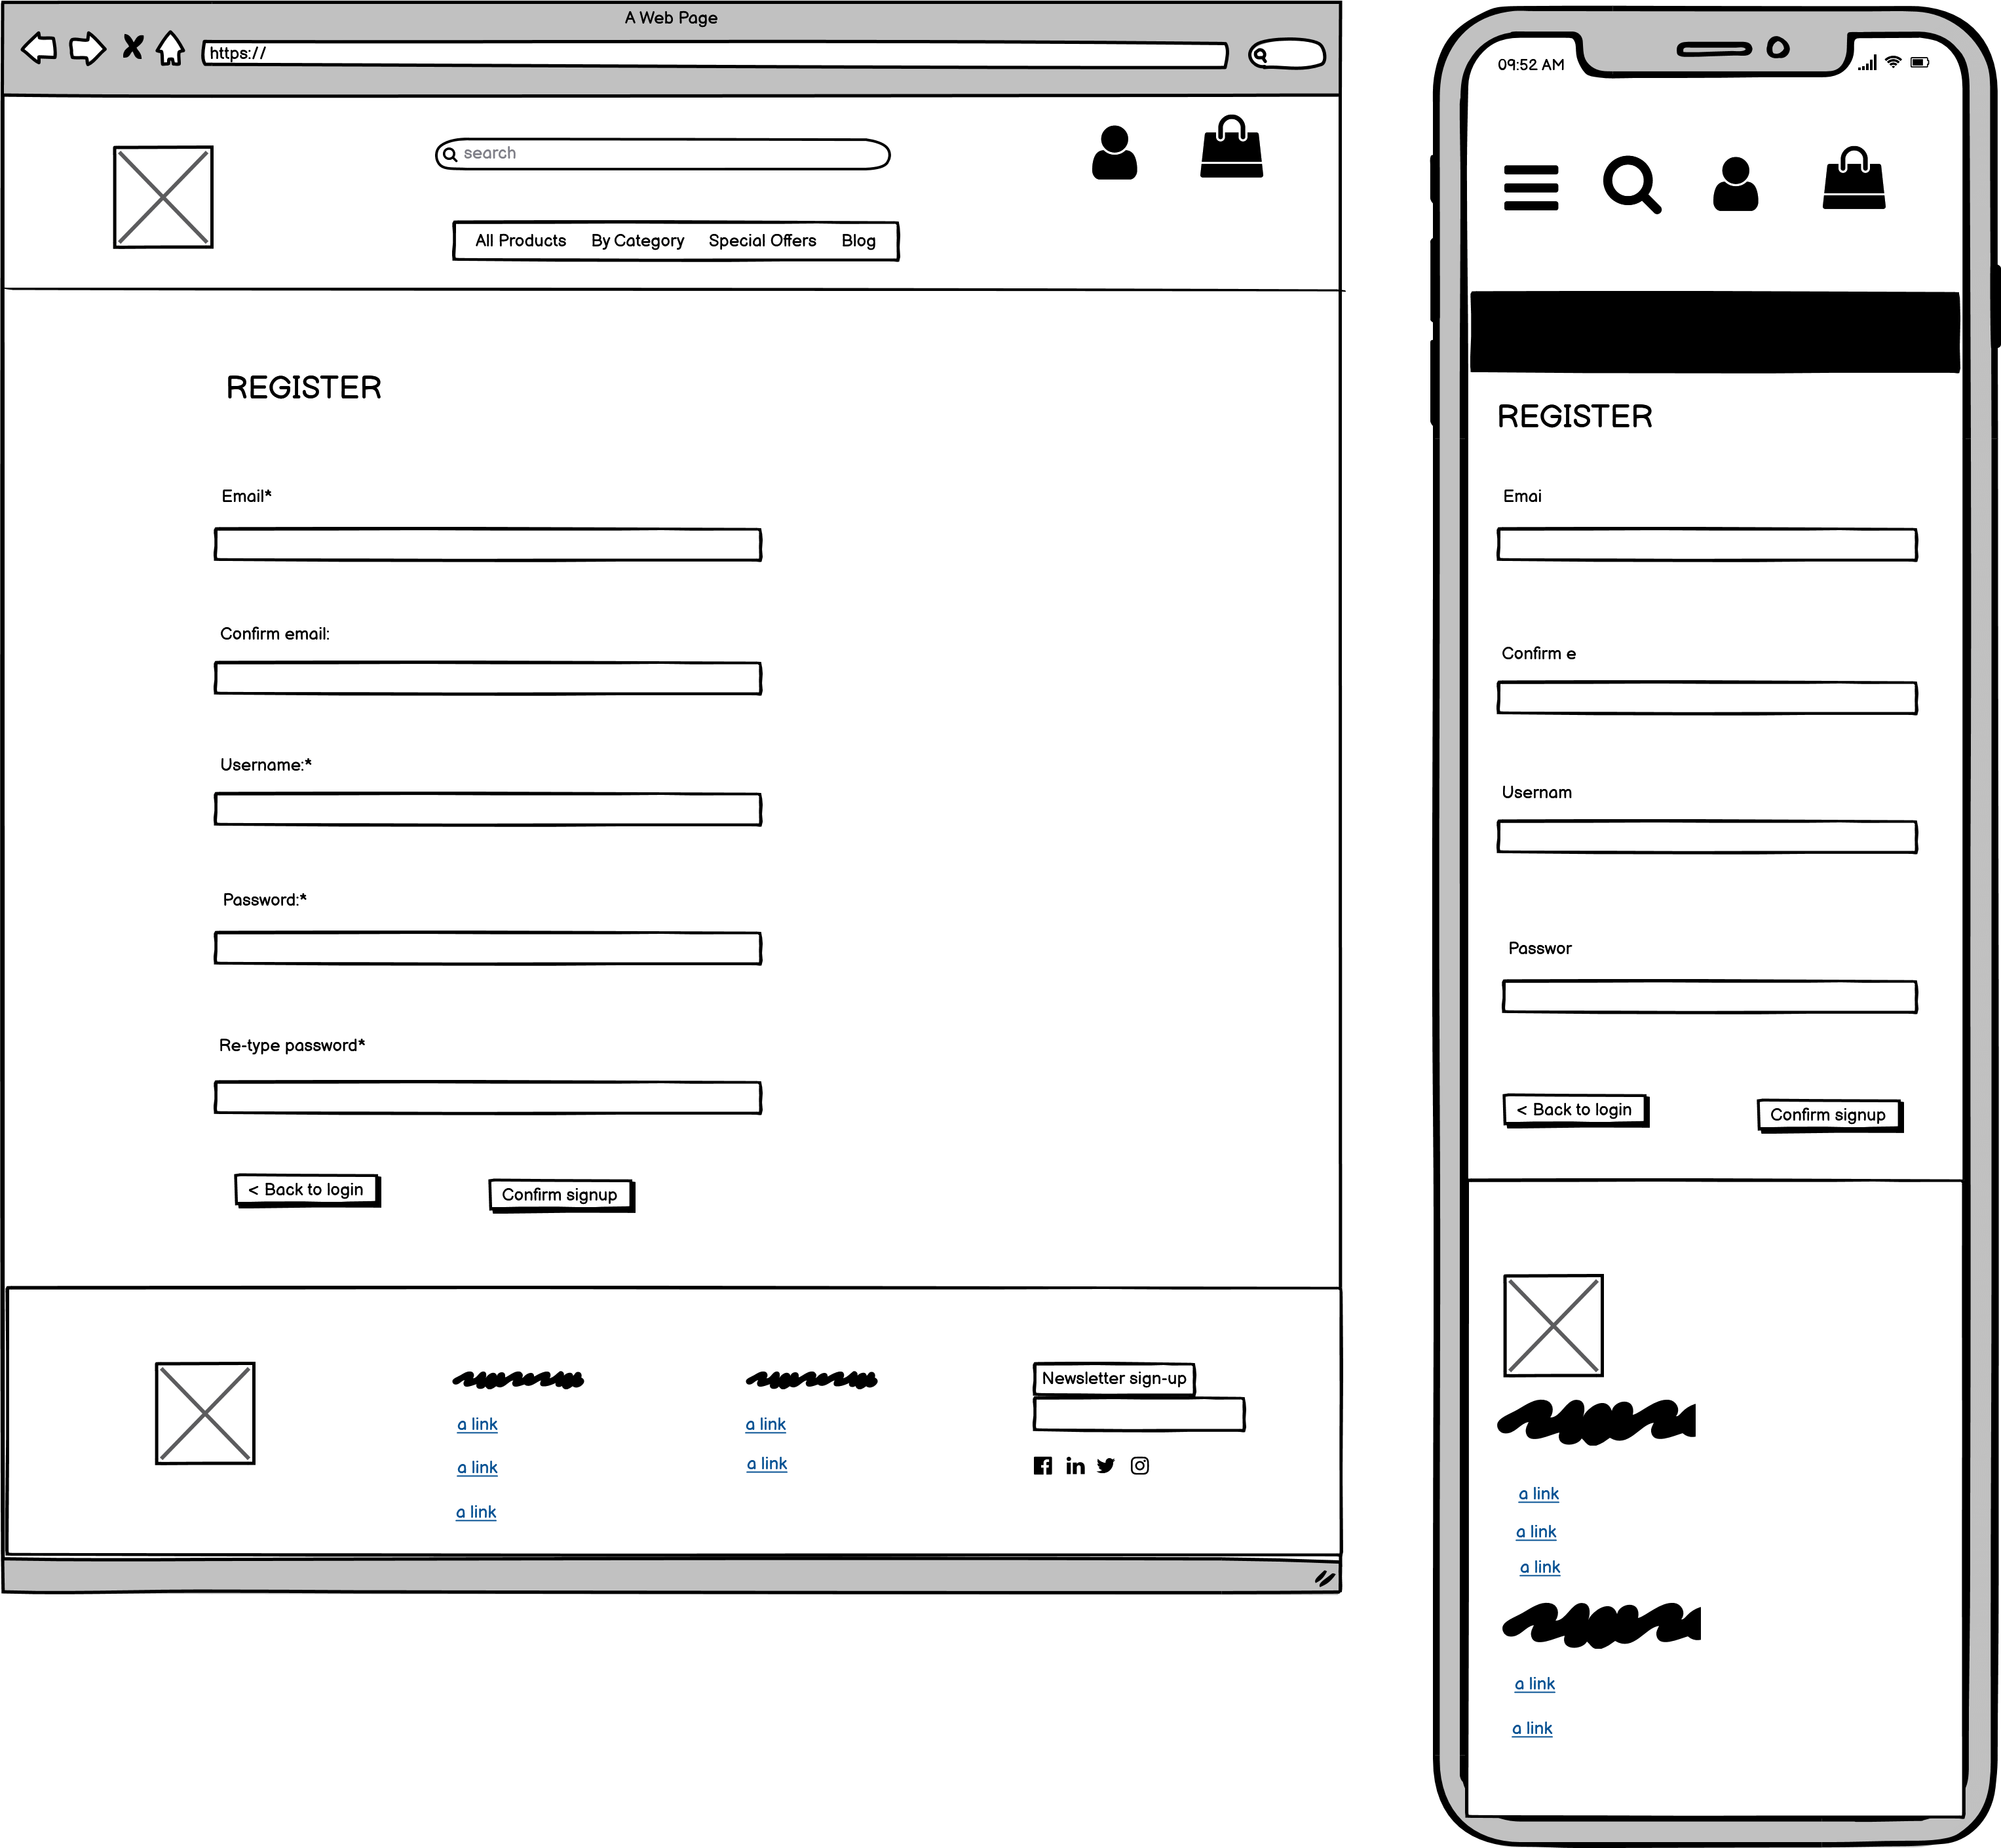 A Web Page
https://
search
All Products By Category Special Offers Blog
REGISTER
Email*
Confirm email:
Username:*
Password:*
Re-type password*
< Back to login Confirm signup
Newsletter sign-up
a link a link
a link a link
a link
09:52 AM
REGISTER
Emai
Confirm e
Usernam
Passwor
< Back to login Confirm signup
a link
a link
a link
a link
a link